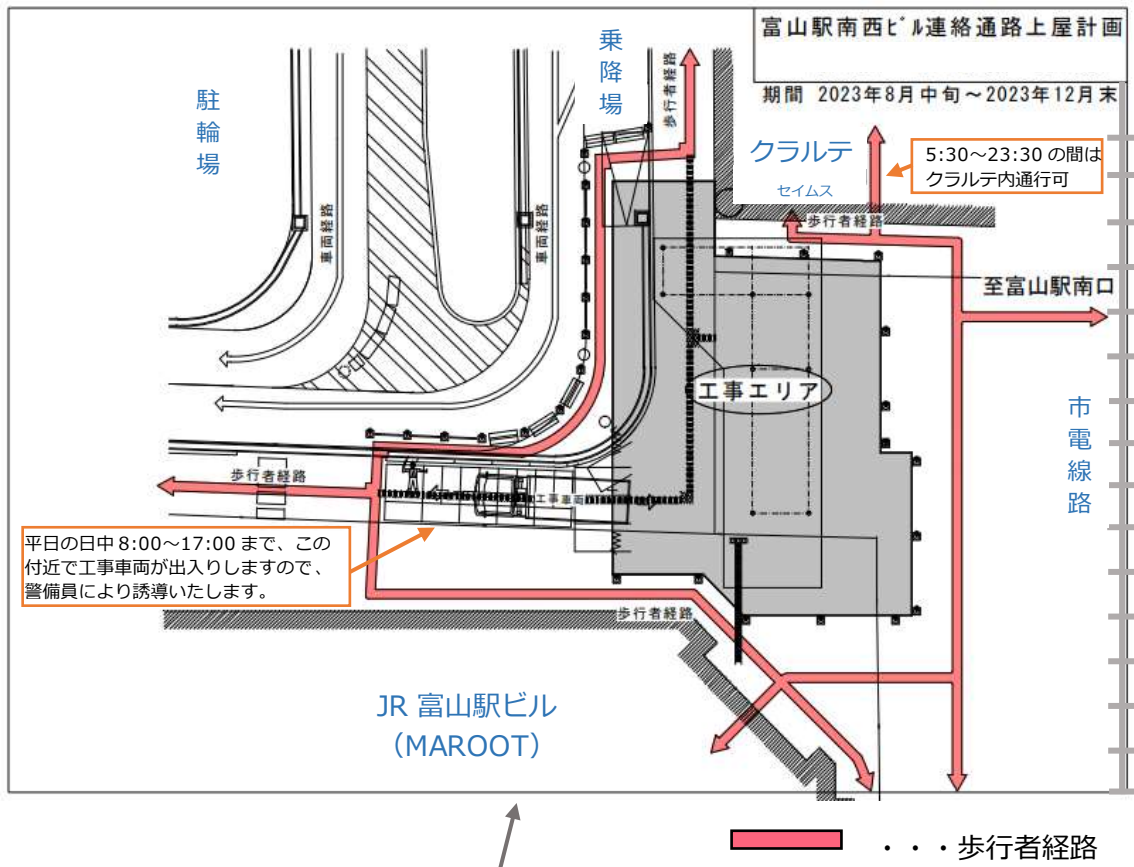 富山駅南西ビル連絡通路上屋計画
期間 2023年8月中旬～2023年12月末
乗降場
駐輪場
歩行者経路
クラルテ
セイムス
5:30～23:30 の間は
クラルテ内通行可
歩行者経路
車両経路
車両経路
至富山駅南口
工事エリア
市電線路
歩行者経路
工事車両
平日の日中 8:00～17:00 まで、この
付近で工事車両が出入りしますので、
警備員により誘導いたします。
歩行者経路
JR 富山駅ビル
（MAROOT）
・・・歩行者経路